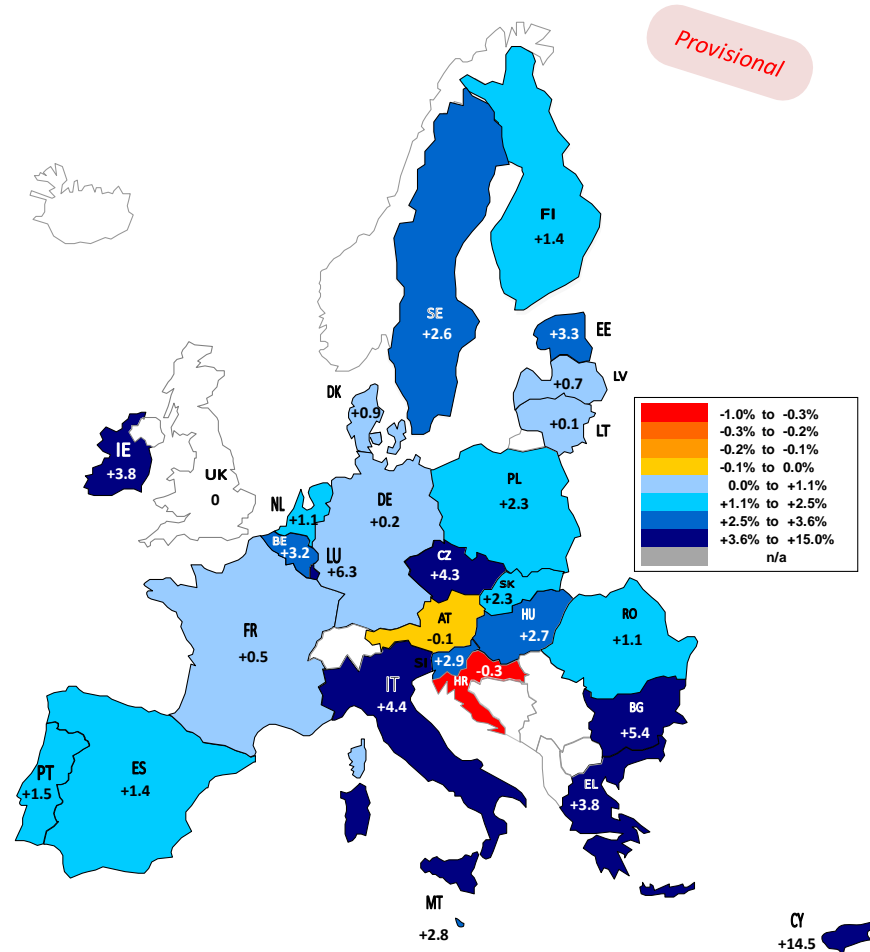 Provisional
FI
+1.4
SE
+2.6
+3.3
EE
+0.7
LV
+0.1
LT
DK
+0.9
-1.0% to -0.3%
-0.3% to -0.2%
-0.2% to -0.1%
-0.1% to 0.0%
0.0% to +1.1%
+1.1% to +2.5%
+2.5% to +3.6%
+3.6% to +15.0%
n/a
IE
+3.8
UK
0
NL
+1.1
DE
+0.2
PL
+2.3
BE
+3.2
LU
+6.3
CZ
+4.3
SK
+2.3
AT
-0.1
HU
+2.7
RO
+1.1
FR
+0.5
SI
+2.9
HR
-0.3
IT
+4.4
BG
+5.4
PT
+1.5
ES
+1.4
EL
+3.8
MT
+2.8
CY
+14.5